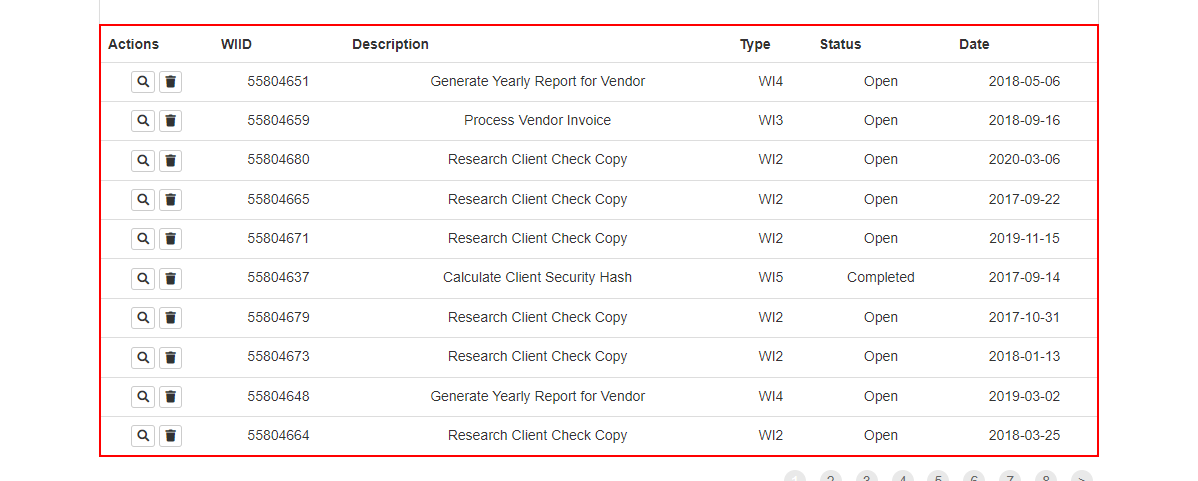 Actions WIID Description Type Status Date
55804651 Generate Yearly Report for Vendor WI4 Open 2018-05-06
55804659 Process Vendor Invoice WI3 Open 2018-09-16
55804680 Research Client Check Copy WI2 Open 2020-03-06
55804665 Research Client Check Copy WI2 Open 2017-09-22
55804671 Research Client Check Copy WI2 Open 2019-11-15
55804637 Calculate Client Security Hash WI5 Completed 2017-09-14
55804679 Research Client Check Copy WI2 Open 2017-10-31
55804673 Research Client Check Copy WI2 Open 2018-01-13
55804648 Generate Yearly Report for Vendor WI4 Open 2019-03-02
55804664 Research Client Check Copy WI2 Open 2018-03-25
1 2 3 4 5 6 7 8 >